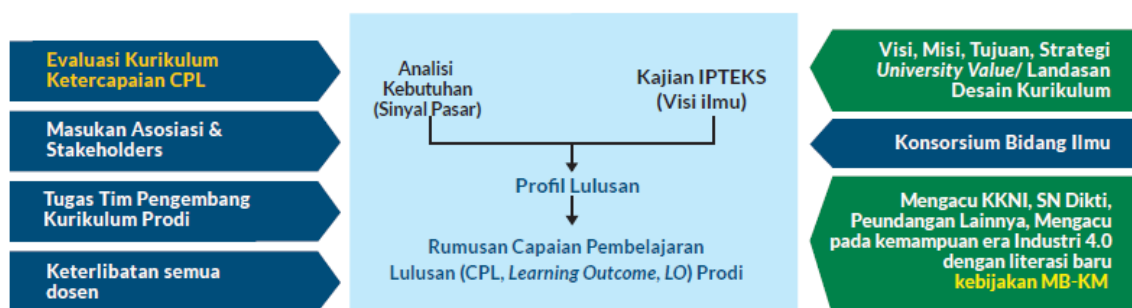 Evaluasi Kurikulum
Ketercapaian CPL
Masukan Asosiasi &
Stakeholders
Tugas Tim Pengembang
Kurikulum Prodi
Keterlibatan semua
dosen
Analisi
Kebutuhan
(Sinyal Pasar)
Kajian IPTEKS
(Visi ilmu)
Profil Lulusan
Rumusan Capaian Pembelajaran
Lulusan (CPL, Learning Outcome, LO) Prodi
Visi, Misi, Tujuan, Strategi
University Value/ Landasan
Desain Kurikulum
Konsorsium Bidang Ilmu
Mengacu KKNI, SN Dikti,
Peundangan Lainnya, Mengacu
pada kemampuan era Industri 4.0
dengan literasi baru
kebijakan MB-KM